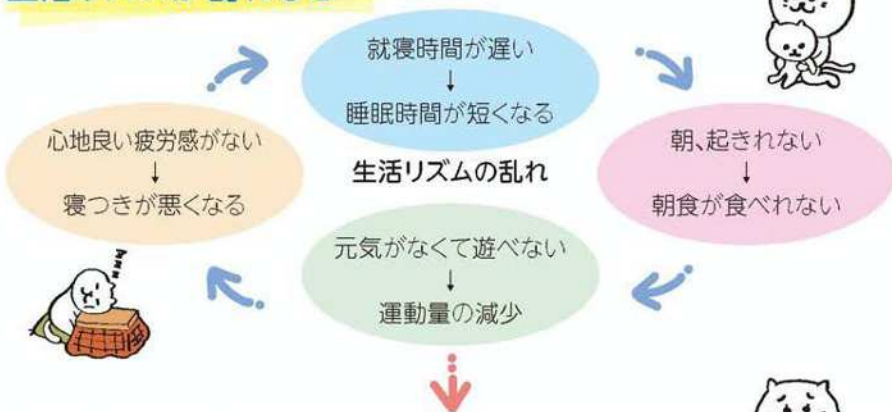 就寝時間が遅い
↓
睡眠時間が短くなる
朝、起きれない
↓
朝食が食べれない
生活リズムの乱れ
心地良い疲労感がない
↓
寝つきが悪くなる
元気がなくて遊べない
↓
運動量の減少